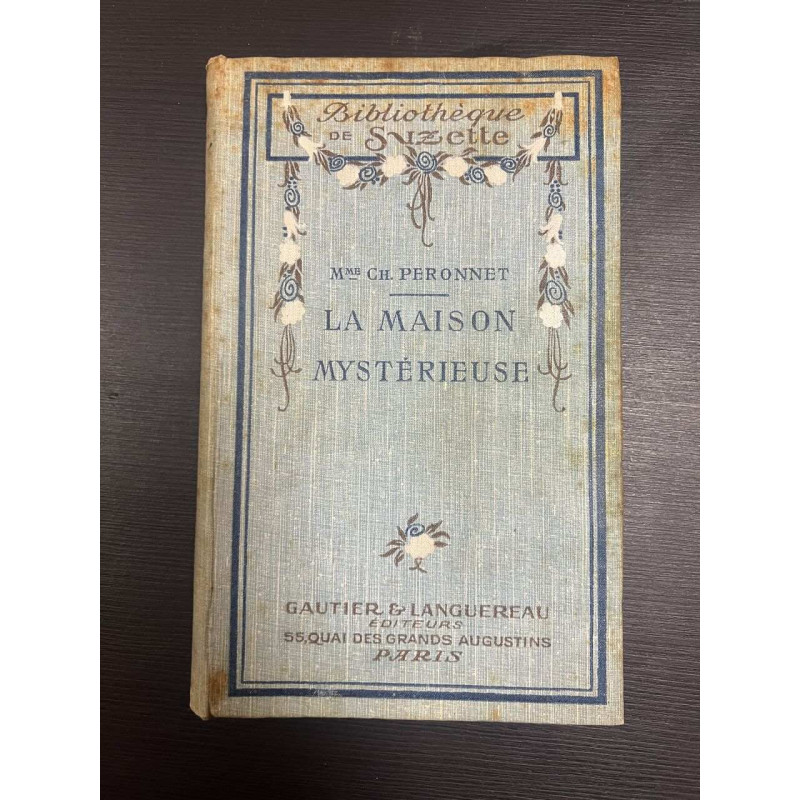 Bibliothèque
DE Suzette
MME CH. PERONNET
LA MAISON
MYSTÉRIEUSE
GAUTIER & LANGUEREAU
ÉDITEURS
55, QUAI DES GRANDS AUGUSTINS
PARIS